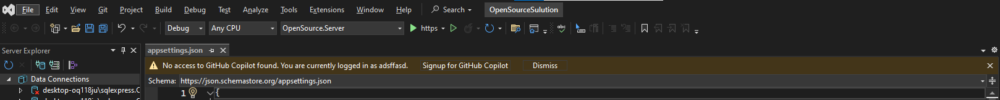 File Edit View Git Project Build Debug Test Analyze Tools Extensions Window Help Search OpenSourceSulution
Debug Any CPU OpenSource.Server https abc
Server Explorer
appsettings.json
No access to GitHub Copilot found. You are currently logged in as adsffasd. Signup for GitHub Copilot Dismiss
Data Connections
Schema: https://json.schemastore.org/appsettings.json
desktop-oq118ju\sqlexpress.C
1 {